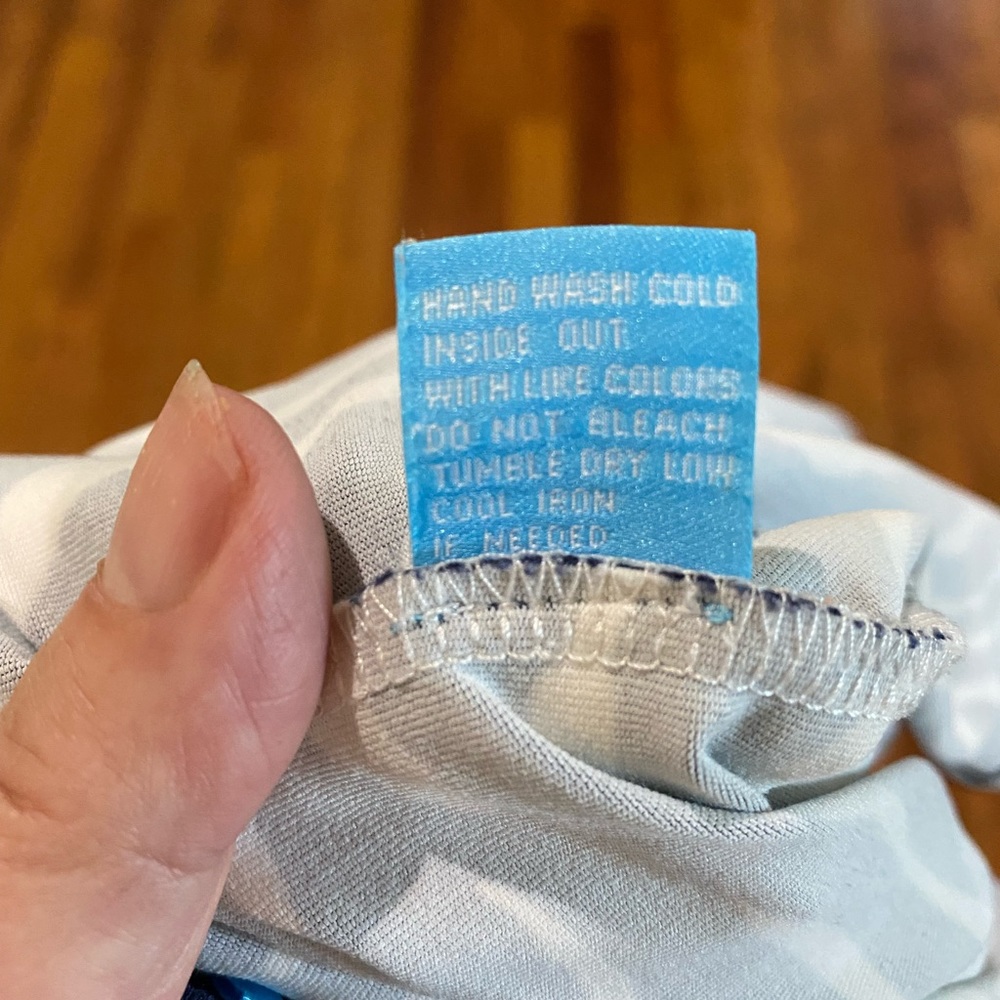 HAND WASH COLD
INSIDE OUT
WITH LIKE COLORS
DO NOT BLEACH
TUMBLE DRY LOW
COOL IRON
IF NEEDED